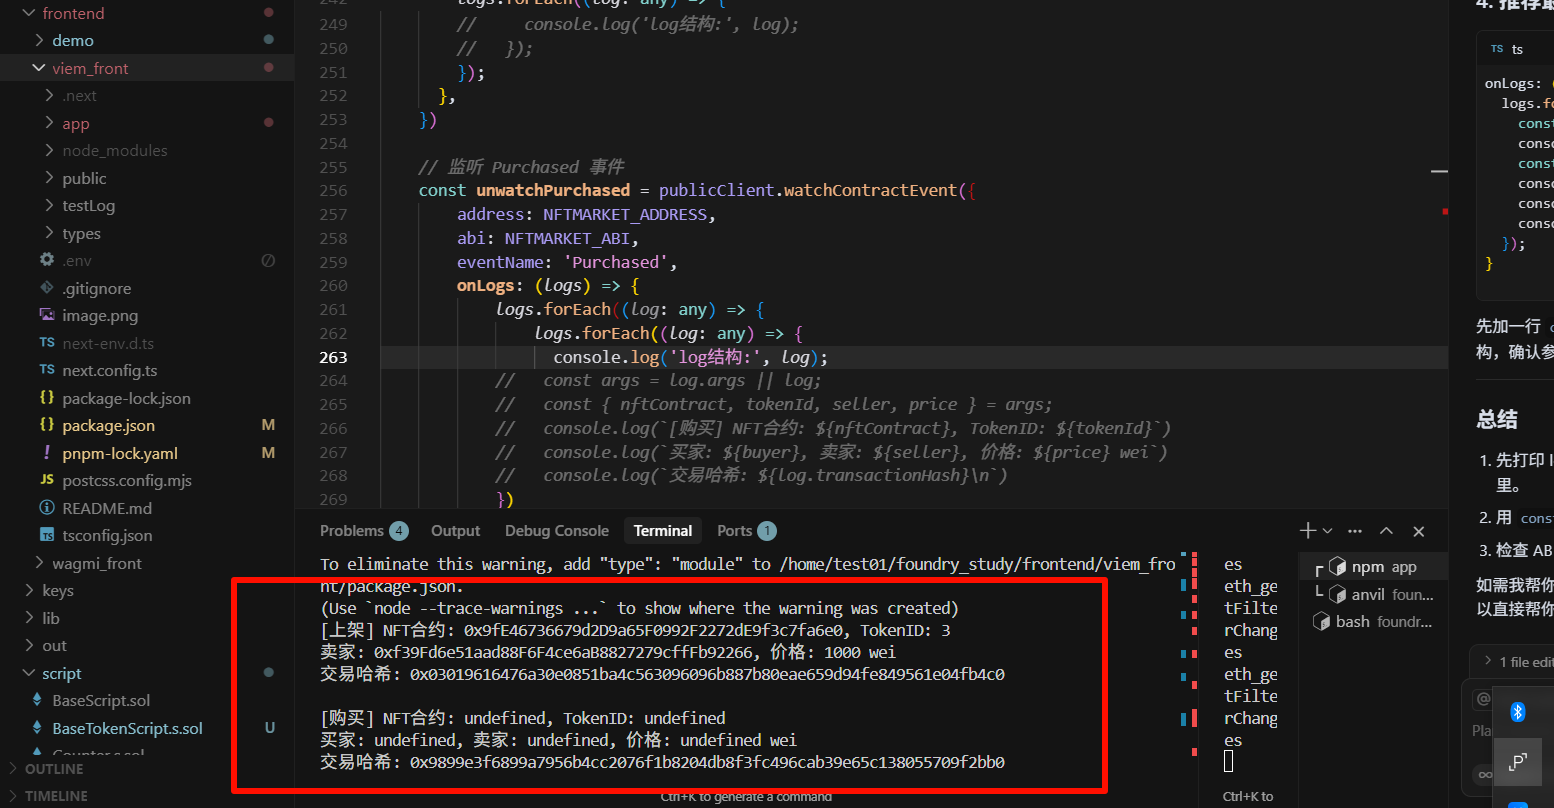 frontend
demo
viem_front
.next
app
node_modules
public
testLog
types
.env
.gitignore
image.png
TS next-env.d.ts
TS next.config.ts
{} package-lock.json
{} package.json M
! pnpm-lock.yaml M
JS postcss.config.mjs
README.md
TS tsconfig.json
wagmi_front
keys
lib
out
script
BaseScript.sol
BaseTokenScript.s.sol U
Counter.s.sol
OUTLINE
TIMELINE
242 logs.forEach((log: any) => {
249 //     console.log('log结构:', log);
250 //   });
251 });
252 },
253 })
254
255 // 监听 Purchased 事件
256 const unwatchPurchased = publicClient.watchContractEvent({
257 address: NFTMARKET_ADDRESS,
258 abi: NFTMARKET_ABI,
259 eventName: 'Purchased',
260 onLogs: (logs) => {
261 logs.forEach((log: any) => {
262 logs.forEach((log: any) => {
263 console.log('log结构:', log);
264 //   const args = log.args || log;
265 //   const { nftContract, tokenId, seller, price } = args;
266 //   console.log(`[购买] NFT合约: ${nftContract}, TokenID: ${tokenId}`)
267 //   console.log(`买家: ${buyer}, 卖家: ${seller}, 价格: ${price} wei`)
268 //   console.log(`交易哈希: ${log.transactionHash}\n`)
269 })
Problems 4 Output Debug Console Terminal Ports 1
To eliminate this warning, add "type": "module" to /home/test01/foundry_study/frontend/viem_fro
nt/package.json.
(Use `node --trace-warnings ...` to show where the warning was created)
[上架] NFT合约: 0x9fE46736679d2D9a65F0992F2272dE9f3c7fa6e0, TokenID: 3
卖家: 0xf39Fd6e51aad88F6F4ce6aB8827279cffFb92266, 价格: 1000 wei
交易哈希: 0x03019616476a30e0851ba4c563096096b887b80eae659d94fe849561e04fb4c0
[购买] NFT合约: undefined, TokenID: undefined
买家: undefined, 卖家: undefined, 价格: undefined wei
交易哈希: 0x9899e3f6899a7956b4cc2076f1b8204db8f3fc496cab39e65c138055709f2bb0
Ctrl+K to generate a command
es
eth_ge
tFilte
rChang
es
eth_ge
tFilte
rChang
es
Ctrl+K to
npm app
anvil foun...
bash foundr...
4. 推荐
TS ts
onLogs:
logs.fo
const
conso
const
conso
conso
conso
});
}
先加一行
构，确认参
总结
1. 先打印 l
里。
2. 用 const
3. 检查 AB
如需我帮你
以直接帮你
1 file edit
@
Pla